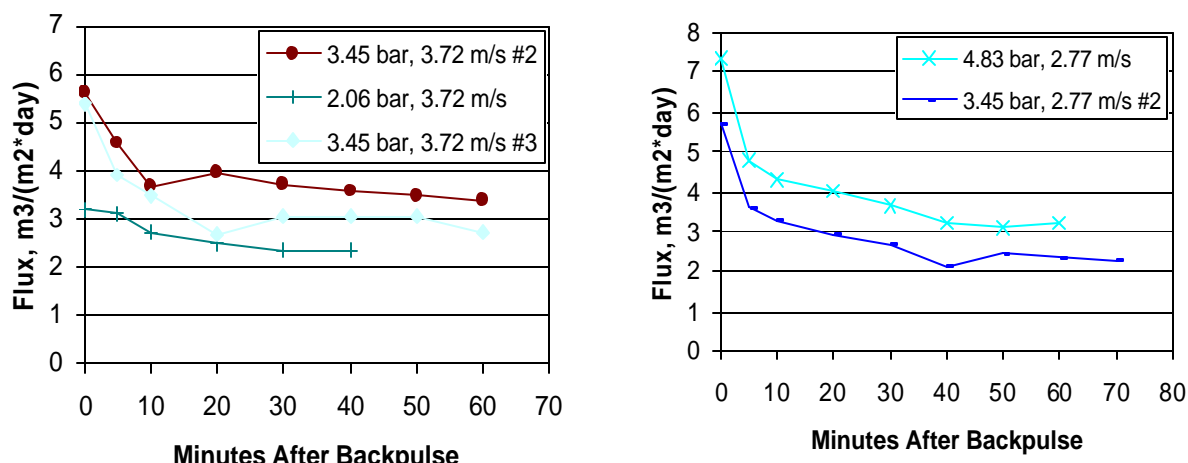 Flux, m3/(m2*day)
7
6
5
4
3
2
1
0
3.45 bar, 3.72 m/s #2
2.06 bar, 3.72 m/s
3.45 bar, 3.72 m/s #3
0 10 20 30 40 50 60 70
Minutes After Backpulse
Flux, m3/(m2*day)
8
7
6
5
4
3
2
1
0
4.83 bar, 2.77 m/s
3.45 bar, 2.77 m/s #2
0 10 20 30 40 50 60 70 80
Minutes After Backpulse